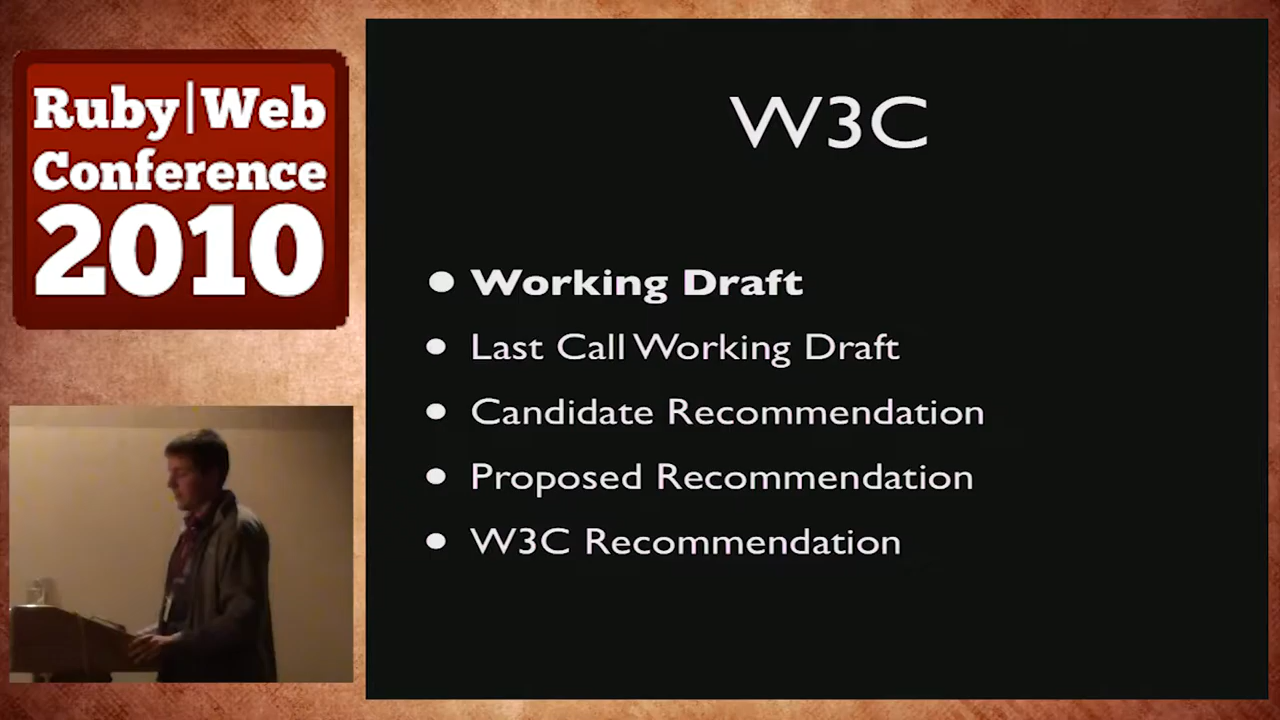 Ruby|Web
Conference
2010
W3C
• Working Draft
• Last Call Working Draft
• Candidate Recommendation
• Proposed Recommendation
• W3C Recommendation